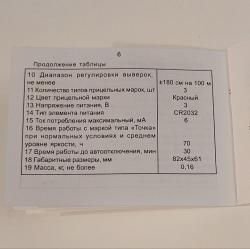 6
Продолжение таблицы
10 Диапазон регулировки выверок,
не менее ±180 см на 100 м
11 Количество типов прицельных марок, шт 3
12 Цвет прицельной марки Красный
13 Напряжение питания, В 3
14 Тип элемента питания CR2032
15 Ток потребления максимальный, мА 6
16 Время работы с маркой типа «Точка»
при нормальных условиях и среднем
уровне яркости, ч 70
17 Время работы до автоотключения, мин 30
18 Габаритные размеры, мм 82х45х61
19 Масса, кг, не более 0,16